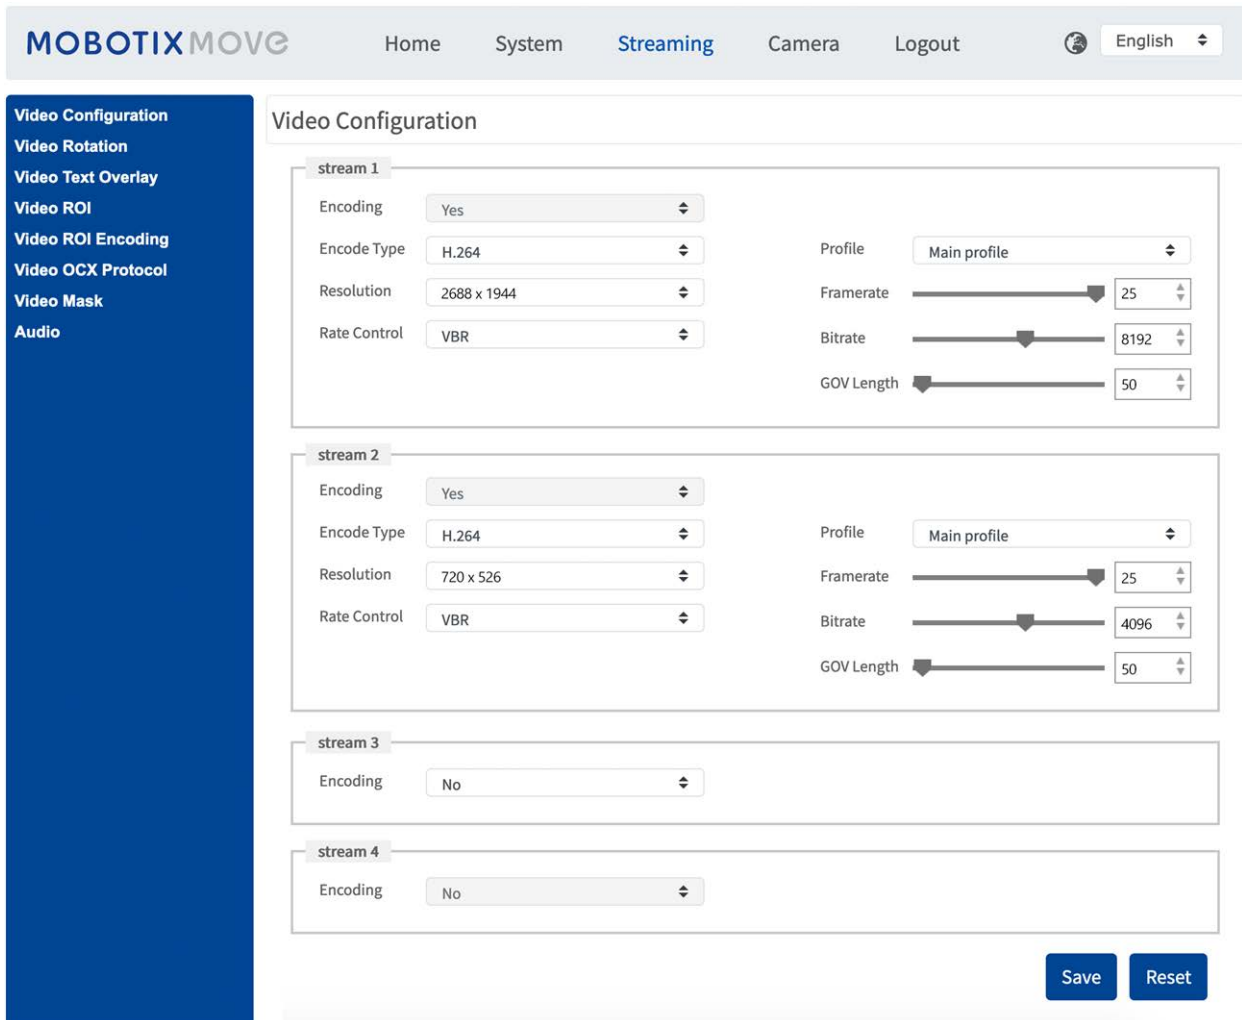 MOBOTIX MOVE Home System Streaming Camera Logout English
Video Configuration
Video Rotation
Video Text Overlay
Video ROI
Video ROI Encoding
Video OCX Protocol
Video Mask
Audio
Video Configuration
stream 1
Encoding Yes
Encode Type H.264 Profile Main profile
Resolution 2688 x 1944 Framerate 25
Rate Control VBR Bitrate 8192
GOV Length 50
stream 2
Encoding Yes
Encode Type H.264 Profile Main profile
Resolution 720 x 526 Framerate 25
Rate Control VBR Bitrate 4096
GOV Length 50
stream 3
Encoding No
stream 4
Encoding No
Save Reset